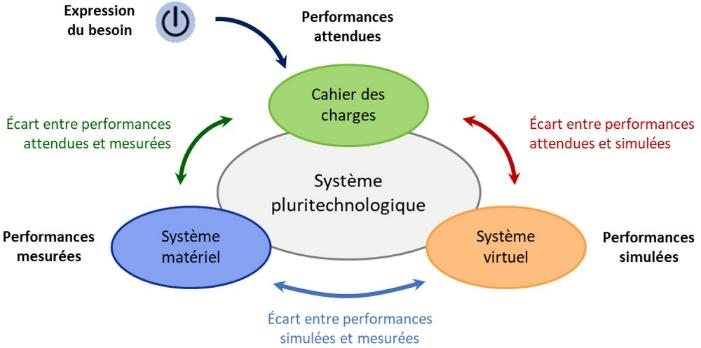 Expression
du besoin
Performances
attendues
Cahier des
charges
Écart entre performances
attendues et mesurées
Écart entre performances
attendues et simulées
Système
pluritechnologique
Performances
mesurées
Système
matériel
Système
virtuel
Performances
simulées
Écart entre performances
simulées et mesurées